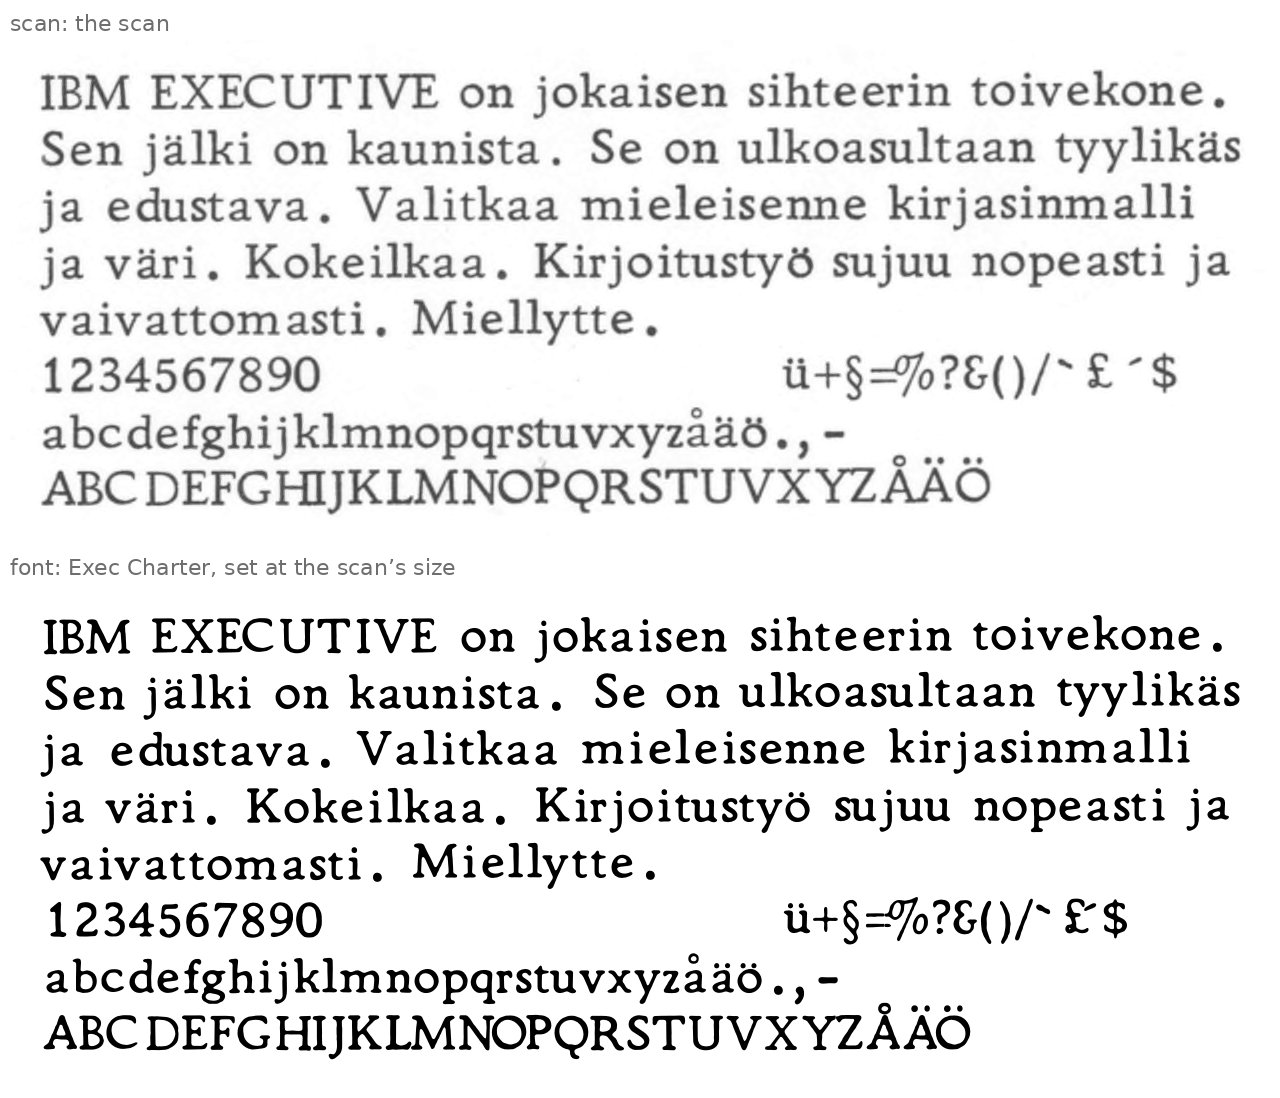 scan: the scan
IBM EXECUTIVE on jokaisen sihteerin toivekone.
Sen jälki on kaunista. Se on ulkoasultaan tyylikäs
ja edustava. Valitkaa mieleisenne kirjasinmalli
ja väri. Kokeilkaa. Kirjoitustyö sujuu nopeasti ja
vaivattomasti. Miellytte.
1234567890 ü+§=%?&()/` £ ´$
abcdefghijklmnopqrstuvxyzåäö.,-
ABCDEFGHIJKLMNOPQRSTUVXYZÅÄÖ
font: Exec Charter, set at the scan’s size
IBM EXECUTIVE on jokaisen sihteerin toivekone.
Sen jälki on kaunista. Se on ulkoasultaan tyylikäs
ja edustava. Valitkaa mieleisenne kirjasinmalli
ja väri. Kokeilkaa. Kirjoitustyö sujuu nopeasti ja
vaivattomasti. Miellytte.
1234567890 ü+§=%?&()/` £´$
abcdefghijklmnopqrstuvxyzåäö.,-
ABCDEFGHIJKLMNOPQRSTUVXYZÅÄÖ